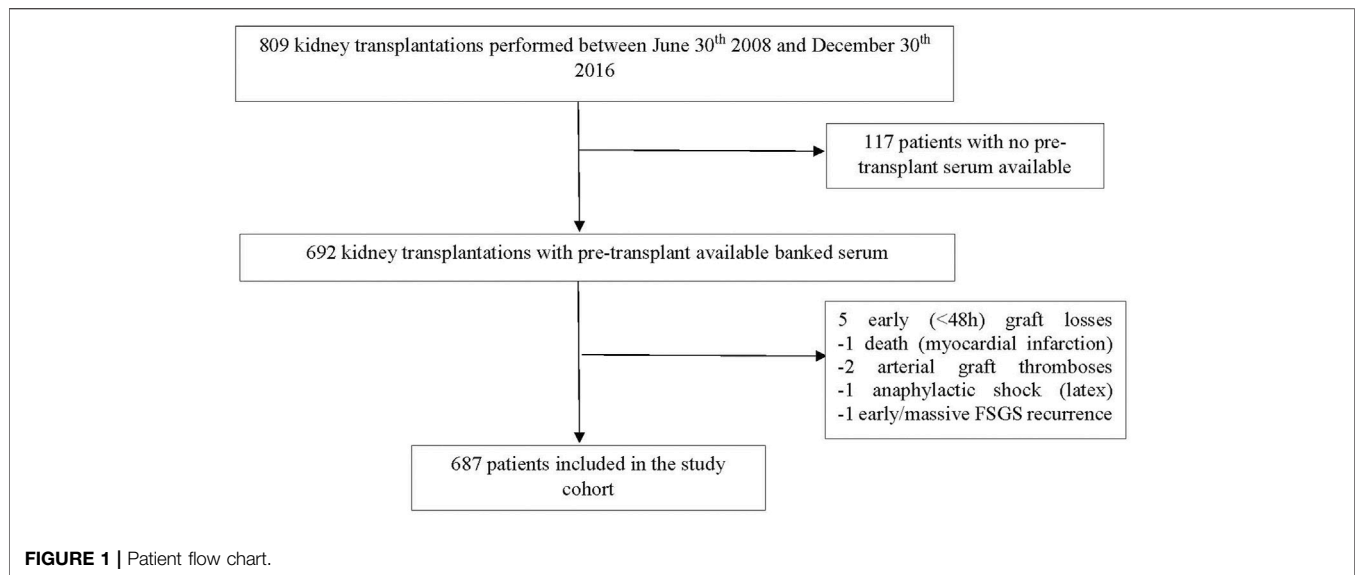 809 kidney transplantations performed between June 30th 2008 and December 30th
2016
117 patients with no pre-
transplant serum available
692 kidney transplantations with pre-transplant available banked serum
5 early (<48h) graft losses
-1 death (myocardial infarction)
-2 arterial graft thromboses
-1 anaphylactic shock (latex)
-1 early/massive FSGS recurrence
687 patients included in the study
cohort
FIGURE 1 | Patient flow chart.